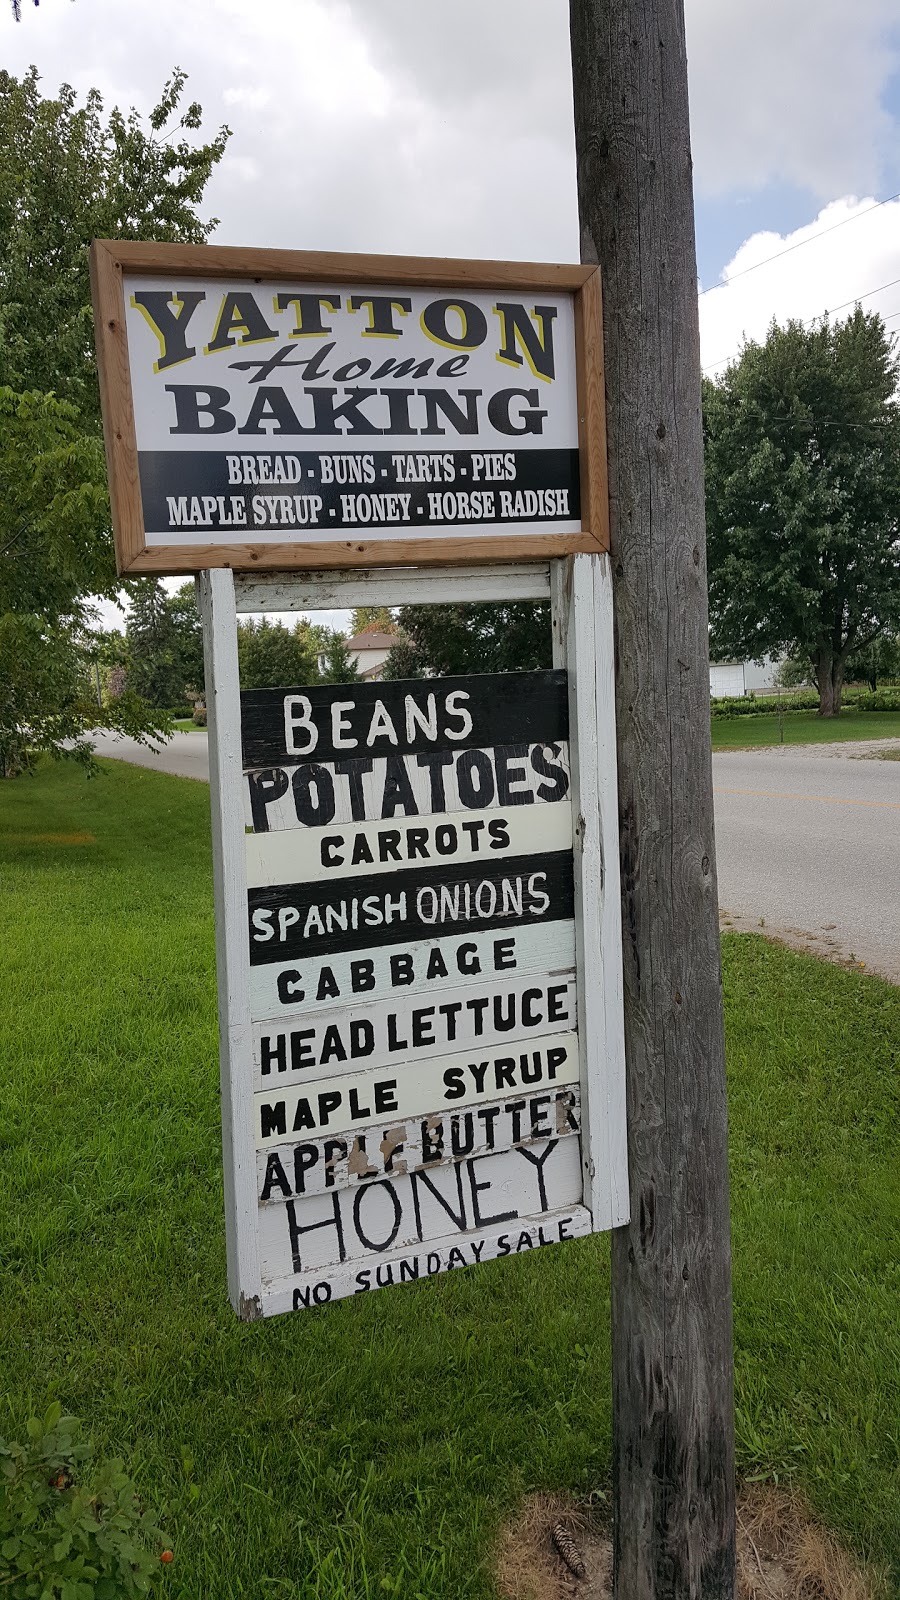 YATTON
Home
BAKING
BREAD - BUNS - TARTS - PIES
MAPLE SYRUP - HONEY - HORSE RADISH
BEANS
POTATOES
CARROTS
SPANISH ONIONS
CABBAGE
HEAD LETTUCE
MAPLE SYRUP
APPLE BUTTER
HONEY
NO SUNDAY SALE